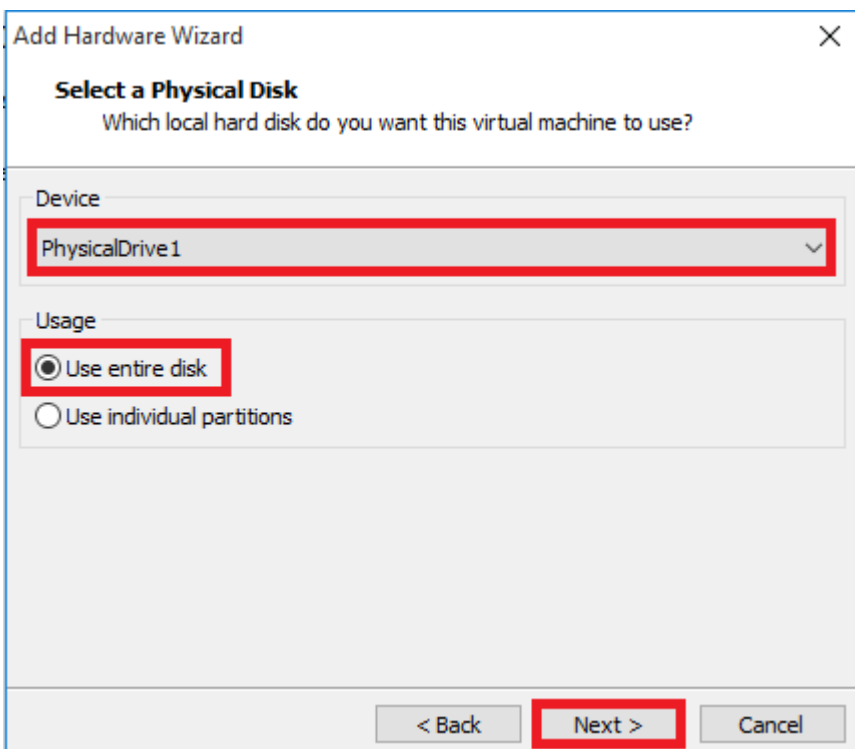 Add Hardware Wizard
Select a Physical Disk
Which local hard disk do you want this virtual machine to use?
Device
PhysicalDrive1
Usage
Use entire disk
Use individual partitions
< Back
Next >
Cancel